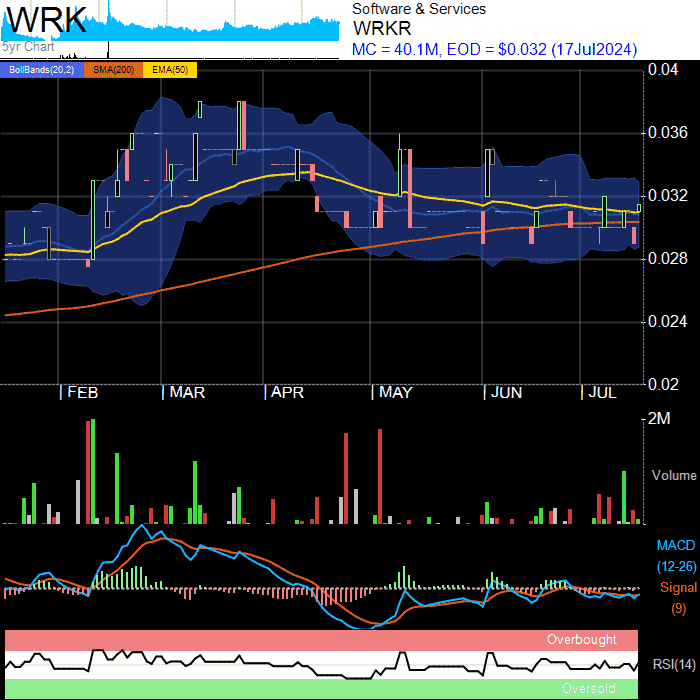 WRK
5yr Chart
Software & Services
WRKR
MC = 40.1M, EOD = $0.032 (17Jul2024)
BollBands(20,2) SMA(200) EMA(50)
0.04
0.036
0.032
0.028
0.024
0.02
FEB MAR APR MAY JUN JUL
2M
Volume
MACD
(12-26)
Signal
(9)
Overbought
RSI(14)
Oversold